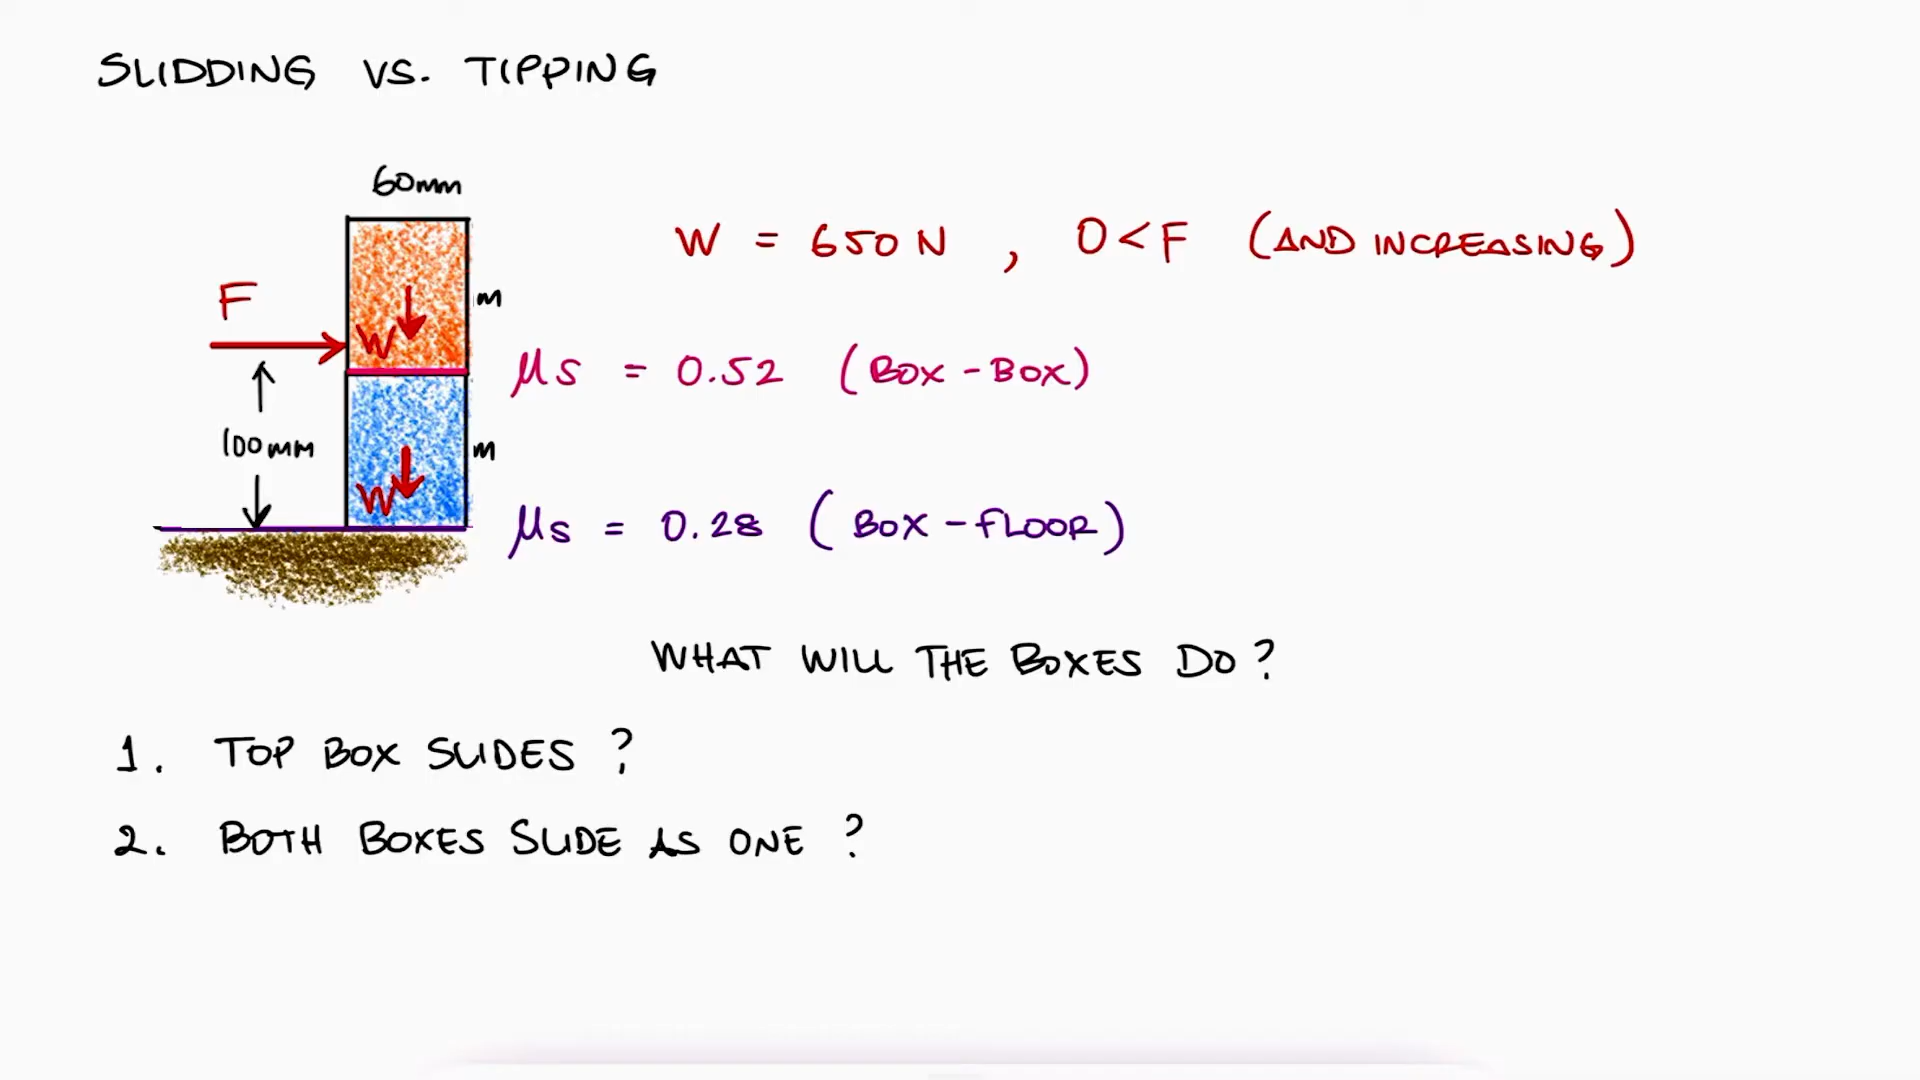 SLIDDING VS. TIPPING
60mm
W = 650 N , 0 < F (AND INCREASING)
F
W
m
μs = 0.52 (BOX - BOX)
100mm
W
m
μs = 0.28 (BOX - FLOOR)
WHAT WILL THE BOXES DO?
1. TOP BOX SLIDES ?
2. BOTH BOXES SLIDE AS ONE ?